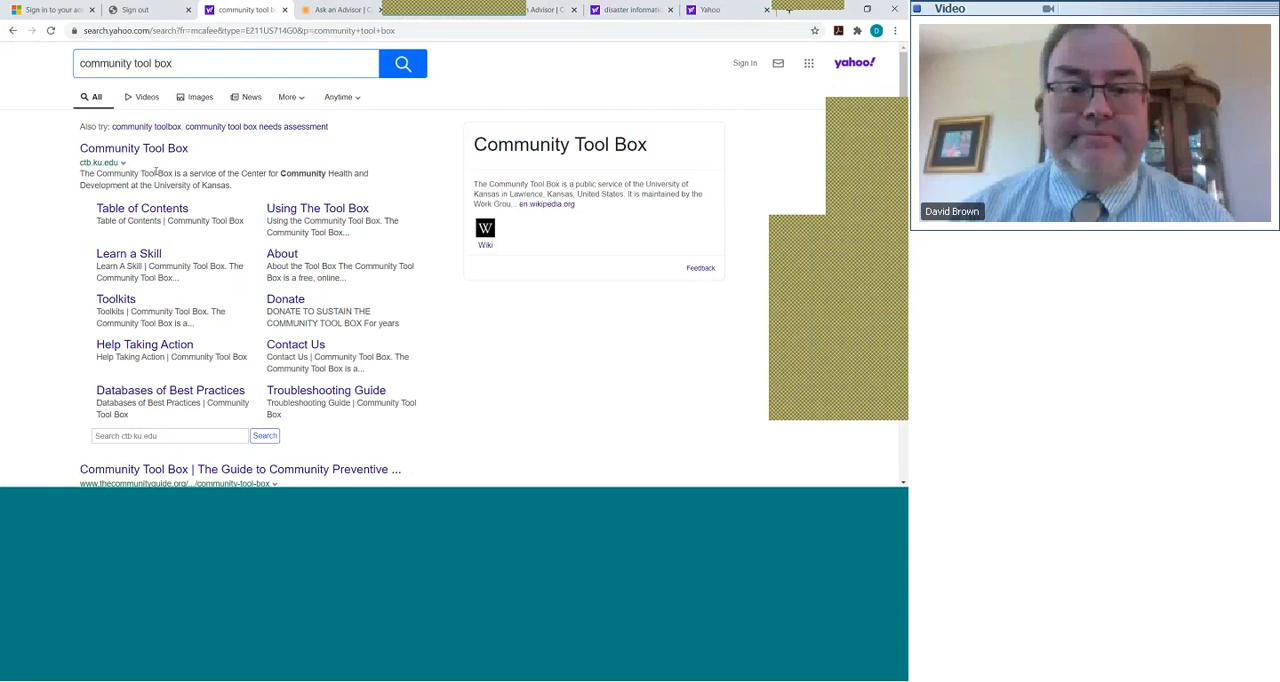 Sign in to your ac
Sign out
community tool b
Ask an Advisor | C
Advisor | C
disaster informati
Yahoo
search.yahoo.com/search?fr=mcafee&type=E211US714G0&p=community+tool+box
D
Video
community tool box
Sign In
yahoo!
All
Videos
Images
News
More
Anytime
Also try: community toolbox, community tool box needs assessment
Community Tool Box
ctb.ku.edu
The Community Tool Box is a service of the Center for Community Health and
Development at the University of Kansas.
Table of Contents
Table of Contents | Community Tool Box
Using The Tool Box
Using the Community Tool Box. The
Community Tool Box...
Learn a Skill
Learn A Skill | Community Tool Box. The
Community Tool Box...
About
About the Tool Box The Community Tool
Box is a free, online...
Toolkits
Toolkits | Community Tool Box. The
Community Tool Box is a...
Donate
DONATE TO SUSTAIN THE
COMMUNITY TOOL BOX For years
Help Taking Action
Help Taking Action | Community Tool Box
Contact Us
Contact Us | Community Tool Box. The
Community Tool Box is a...
Databases of Best Practices
Databases of Best Practices | Community
Tool Box
Troubleshooting Guide
Troubleshooting Guide | Community Tool
Box
Search ctb.ku.edu
Search
Community Tool Box | The Guide to Community Preventive ...
www.thecommunityguide.org/.../community-tool-box
Community Tool Box
The Community Tool Box is a public service of the University of
Kansas in Lawrence, Kansas, United States. It is maintained by the
Work Grou... en.wikipedia.org
W
Wiki
Feedback
David Brown